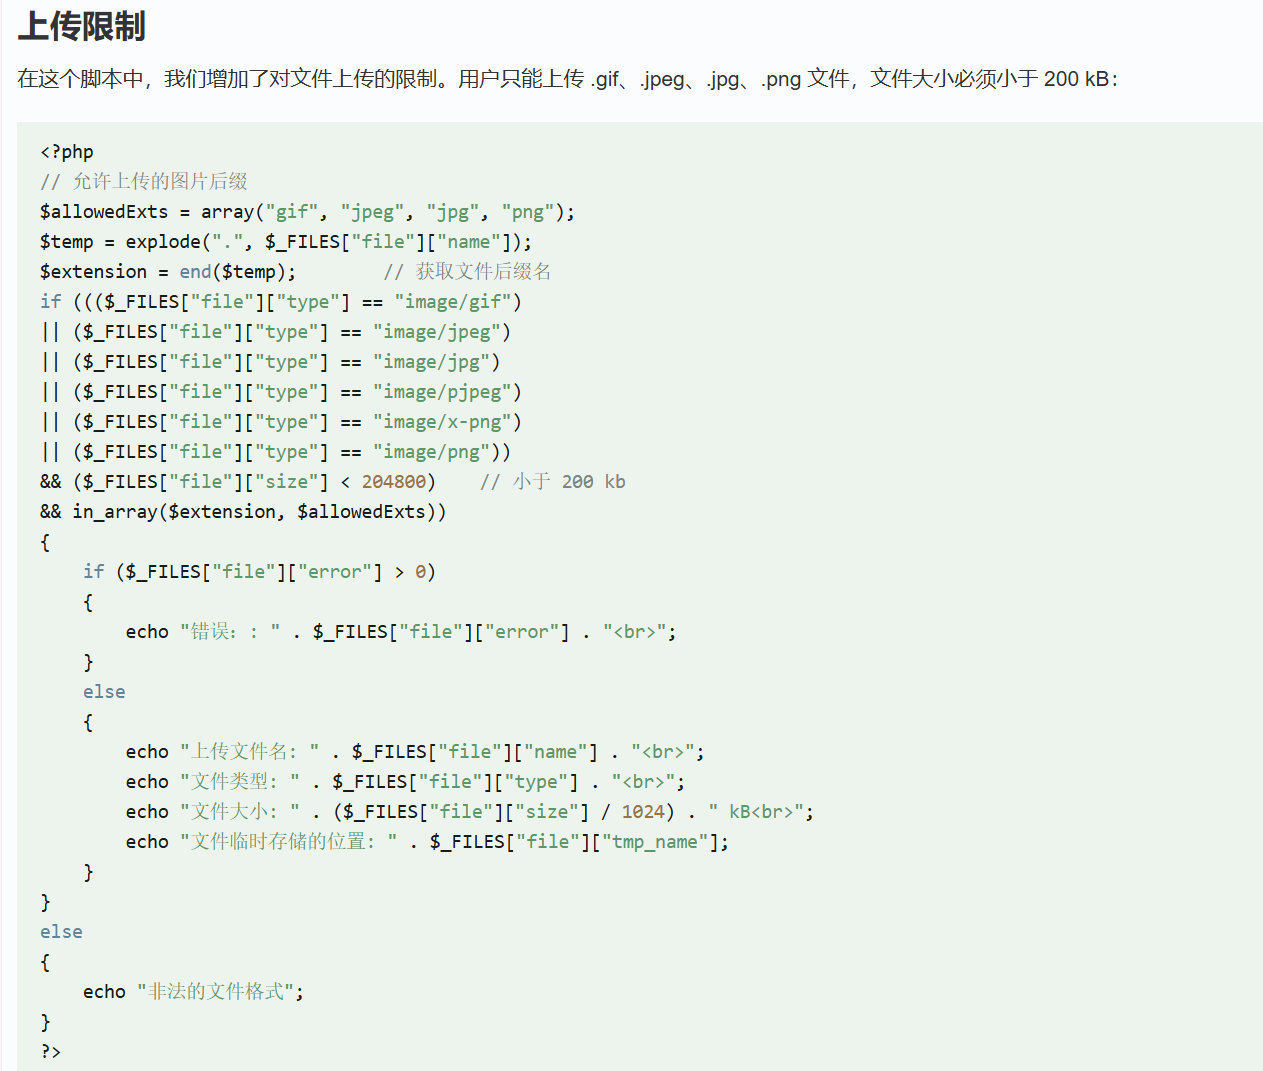 上传限制
在这个脚本中，我们增加了对文件上传的限制。用户只能上传 .gif、.jpeg、.jpg、.png 文件，文件大小必须小于 200 kB：
<?php
// 允许上传的图片后缀
$allowedExts = array("gif", "jpeg", "jpg", "png");
$temp = explode(".", $_FILES["file"]["name"]);
$extension = end($temp);        // 获取文件后缀名
if ((($_FILES["file"]["type"] == "image/gif")
|| ($_FILES["file"]["type"] == "image/jpeg")
|| ($_FILES["file"]["type"] == "image/jpg")
|| ($_FILES["file"]["type"] == "image/pjpeg")
|| ($_FILES["file"]["type"] == "image/x-png")
|| ($_FILES["file"]["type"] == "image/png"))
&& ($_FILES["file"]["size"] < 204800)    // 小于 200 kb
&& in_array($extension, $allowedExts))
{
    if ($_FILES["file"]["error"] > 0)
    {
        echo "错误：: " . $_FILES["file"]["error"] . "<br>";
    }
    else
    {
        echo "上传文件名: " . $_FILES["file"]["name"] . "<br>";
        echo "文件类型: " . $_FILES["file"]["type"] . "<br>";
        echo "文件大小: " . ($_FILES["file"]["size"] / 1024) . " kB<br>";
        echo "文件临时存储的位置: " . $_FILES["file"]["tmp_name"];
    }
}
else
{
    echo "非法的文件格式";
}
?>